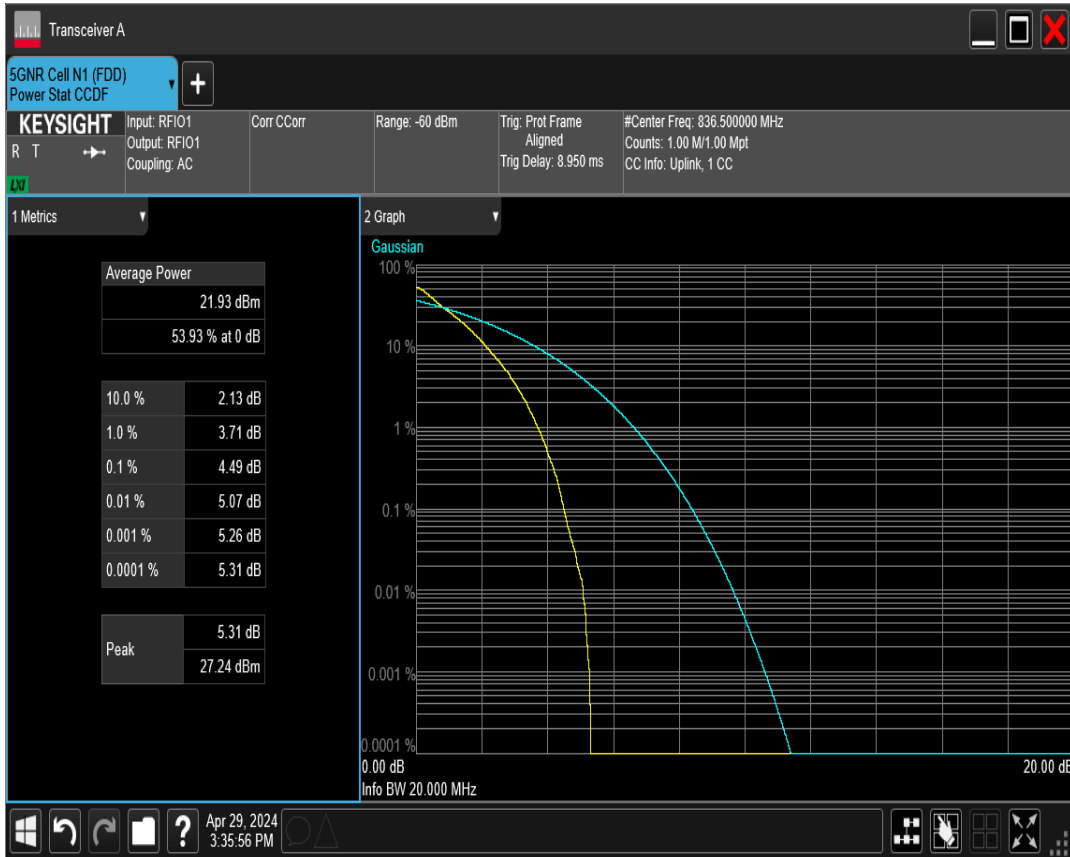 Transceiver A
5GNR Cell N1 (FDD)
Power Stat CCDF
+
KEYSIGHT
R T
LXI
Input: RFIO1
Output: RFIO1
Coupling: AC
Corr CCorr
Range: -60 dBm
Trig: Prot Frame
Aligned
Trig Delay: 8.950 ms
#Center Freq: 836.500000 MHz
Counts: 1.00 M/1.00 Mpt
CC Info: Uplink, 1 CC
1 Metrics
Average Power
21.93 dBm
53.93 % at 0 dB
10.0 % 2.13 dB
1.0 % 3.71 dB
0.1 % 4.49 dB
0.01 % 5.07 dB
0.001 % 5.26 dB
0.0001 % 5.31 dB
Peak
5.31 dB
27.24 dBm
2 Graph
Gaussian
100 %
10 %
1 %
0.1 %
0.01 %
0.001 %
0.0001 %
0.00 dB 20.00 dB
Info BW 20.000 MHz
?
Apr 29, 2024
3:35:56 PM